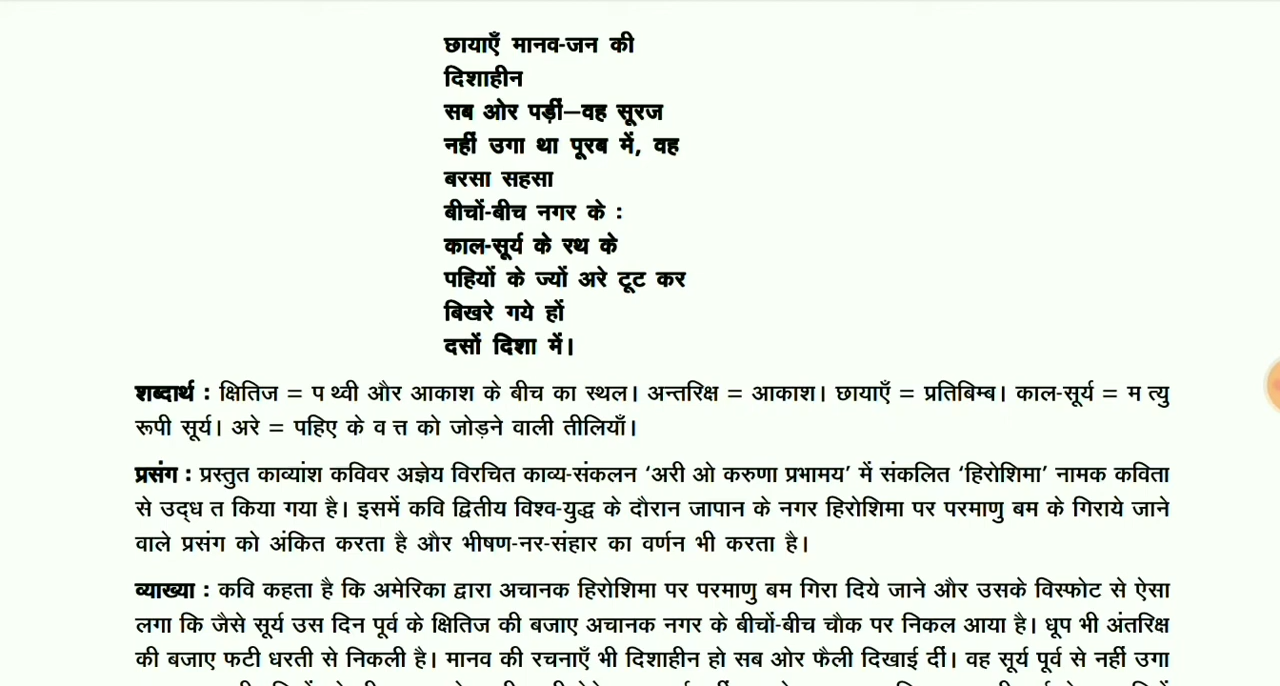 छायाएँ मानव-जन की
दिशाहीन
सब ओर पड़ीं—वह सूरज
नहीं उगा था पूरब में, वह
बरसा सहसा
बीचों-बीच नगर के :
काल-सूर्य के रथ के
पहियों के ज्यों अरे टूट कर
बिखरे गये हों
दसों दिशा में।
शब्दार्थ : क्षितिज = प थ्वी और आकाश के बीच का स्थल। अन्तरिक्ष = आकाश। छायाएँ = प्रतिबिम्ब। काल-सूर्य = म त्यु
रूपी सूर्य। अरे = पहिए के व त्त को जोड़ने वाली तीलियाँ।
प्रसंग : प्रस्तुत काव्यांश कविवर अज्ञेय विरचित काव्य-संकलन ‘अरी ओ करुणा प्रभामय’ में संकलित ‘हिरोशिमा’ नामक कविता
से उद्ध त किया गया है। इसमें कवि द्वितीय विश्व-युद्ध के दौरान जापान के नगर हिरोशिमा पर परमाणु बम के गिराये जाने
वाले प्रसंग को अंकित करता है और भीषण-नर-संहार का वर्णन भी करता है।
व्याख्या : कवि कहता है कि अमेरिका द्वारा अचानक हिरोशिमा पर परमाणु बम गिरा दिये जाने और उसके विस्फोट से ऐसा
लगा कि जैसे सूर्य उस दिन पूर्व के क्षितिज की बजाए अचानक नगर के बीचों-बीच चौक पर निकल आया है। धूप भी अंतरिक्ष
की बजाए फटी धरती से निकली है। मानव की रचनाएँ भी दिशाहीन हो सब ओर फैली दिखाई दीं। वह सूर्य पूर्व से नहीं उगा